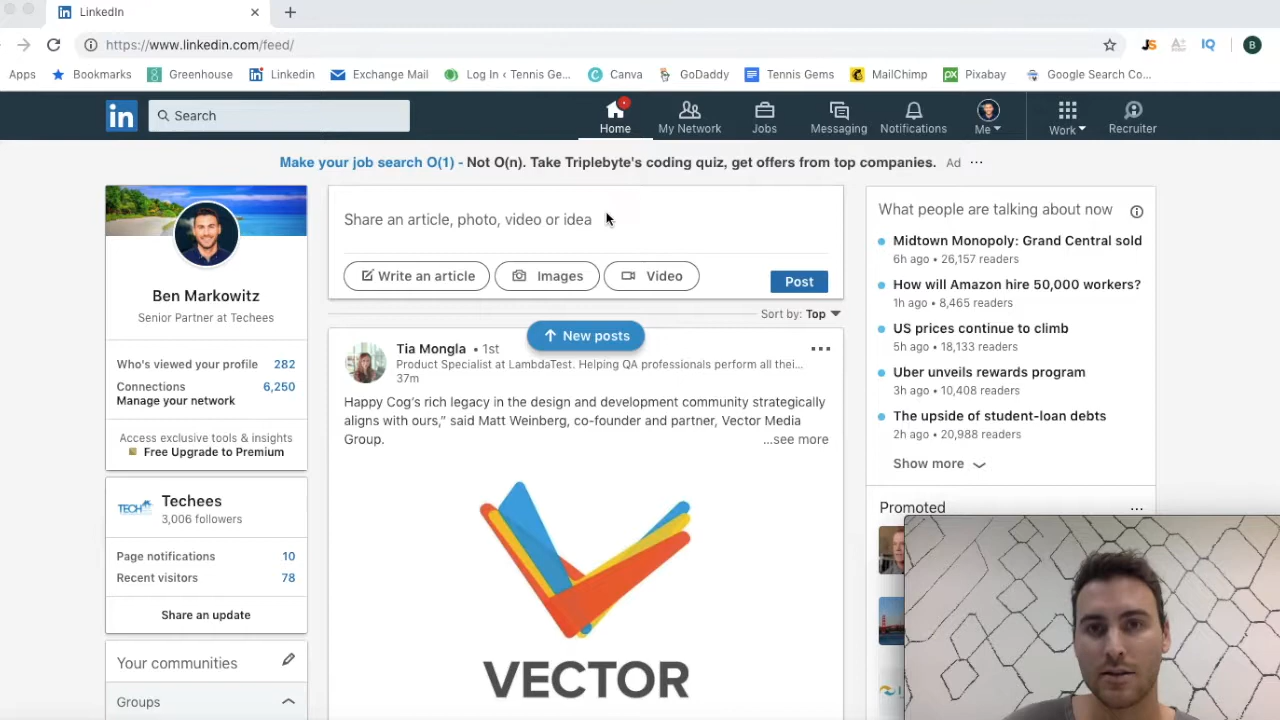 LinkedIn
https://www.linkedin.com/feed/
JS
IQ
B
Apps
Bookmarks
Greenhouse
Linkedin
Exchange Mail
Log In ‹ Tennis Ge...
Canva
GoDaddy
Tennis Gems
MailChimp
px
Pixabay
Google Search Co...
in
Search
Home
My Network
Jobs
Messaging
Notifications
Me
Work
Recruiter
Make your job search O(1) - Not O(n). Take Triplebyte's coding quiz, get offers from top companies. Ad ...
Ben Markowitz
Senior Partner at Techees
Who's viewed your profile 282
Connections 6,250
Manage your network
Access exclusive tools & insights
Free Upgrade to Premium
TECH
Techees
3,006 followers
Page notifications 10
Recent visitors 78
Share an update
Your communities
Groups
Share an article, photo, video or idea
Write an article
Images
Video
Post
Sort by: Top
New posts
Tia Mongla • 1st
Product Specialist at LambdaTest. Helping QA professionals perform all thei...
37m
Happy Cog's rich legacy in the design and development community strategically
aligns with ours,” said Matt Weinberg, co-founder and partner, Vector Media
Group.
...see more
VECTOR
What people are talking about now
Midtown Monopoly: Grand Central sold
6h ago • 26,157 readers
How will Amazon hire 50,000 workers?
1h ago • 8,465 readers
US prices continue to climb
5h ago • 18,133 readers
Uber unveils rewards program
3h ago • 10,408 readers
The upside of student-loan debts
2h ago • 20,988 readers
Show more
Promoted